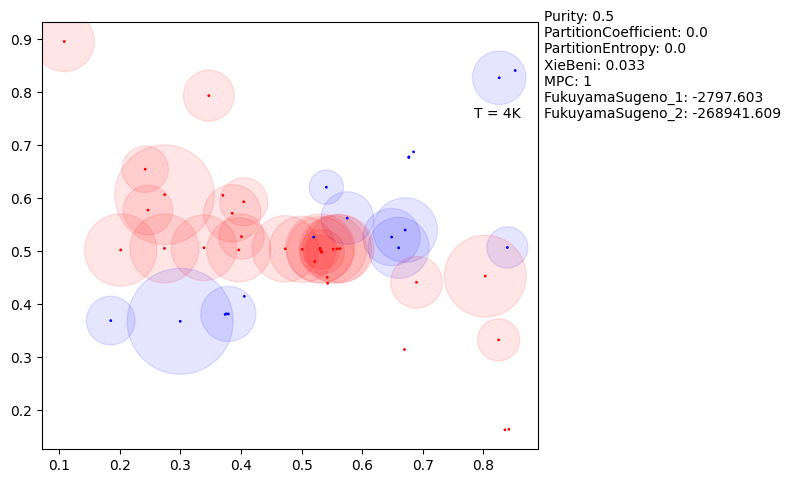 Purity: 0.5
PartitionCoefficient: 0.0
PartitionEntropy: 0.0
XieBeni: 0.033
MPC: 1
FukuyamaSugeno_1: -2797.603
FukuyamaSugeno_2: -268941.609
T = 4K
0.9
0.8
0.7
0.6
0.5
0.4
0.3
0.2
0.1 0.2 0.3 0.4 0.5 0.6 0.7 0.8